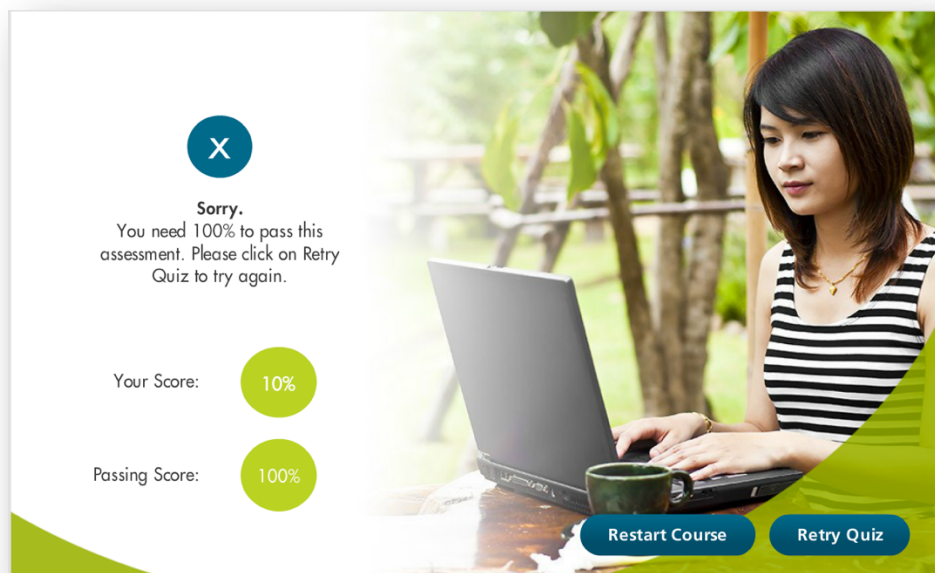 X
Sorry.
You need 100% to pass this
assessment. Please click on Retry
Quiz to try again.
Your Score: 10%
Passing Score: 100%
Restart Course Retry Quiz